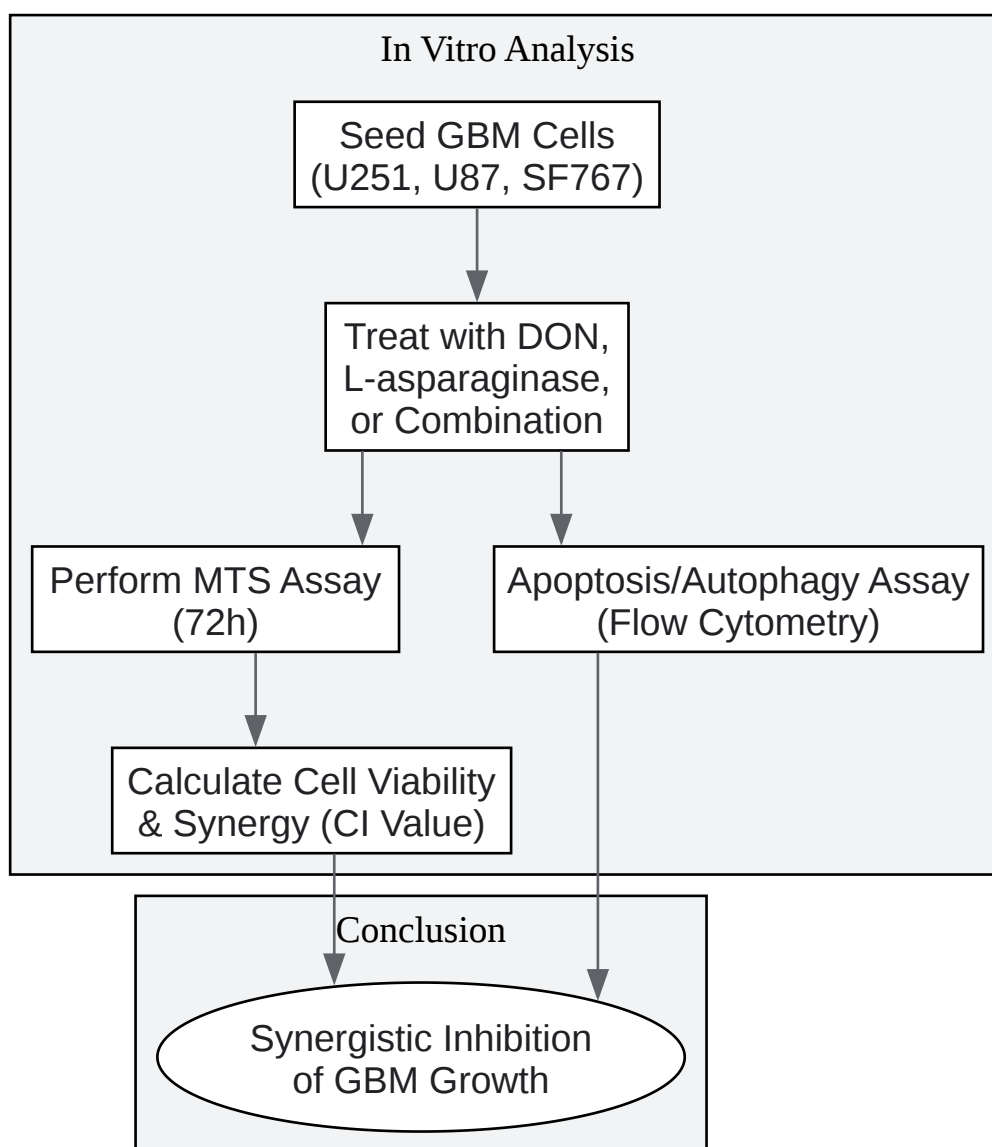 In Vitro Analysis
Seed GBM Cells
(U251, U87, SF767)
Treat with DON,
L-asparaginase,
or Combination
Perform MTS Assay
(72h)
Apoptosis/Autophagy Assay
(Flow Cytometry)
Calculate Cell Viability
& Synergy (CI Value)
Conclusion
Synergistic Inhibition
of GBM Growth